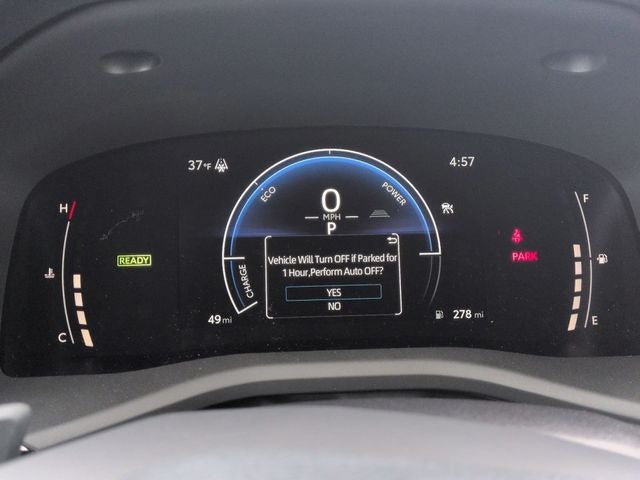 37°F
4:57
H
F
ECO
POWER
0
MPH
P
READY
PARK
Vehicle Will Turn OFF if Parked for
1 Hour,Perform Auto OFF?
YES
NO
CHARGE
C
E
49 mi
278 mi